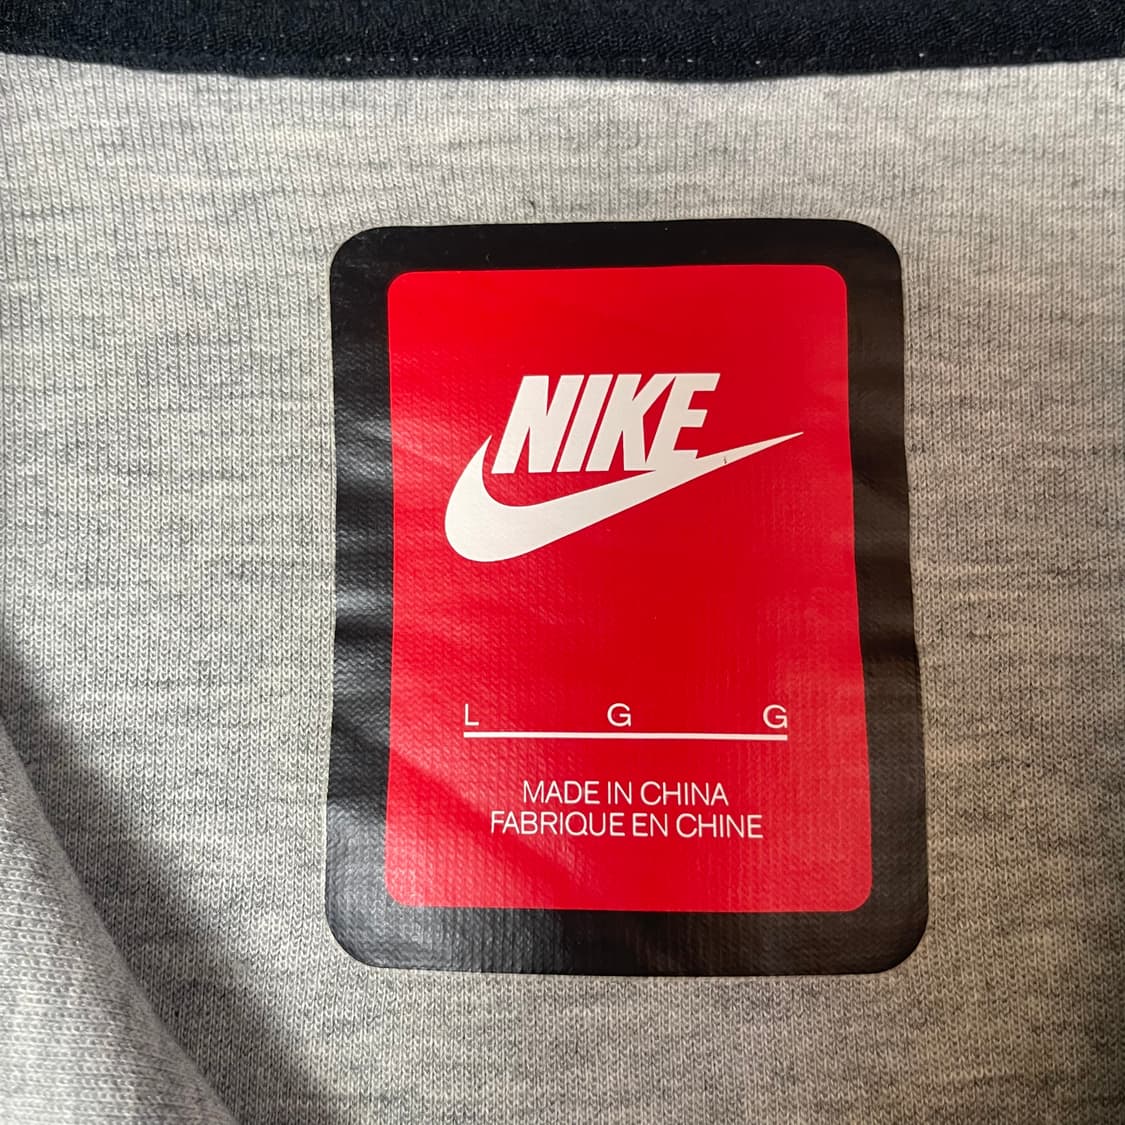 NIKE
L G G
MADE IN CHINA
FABRIQUE EN CHINE